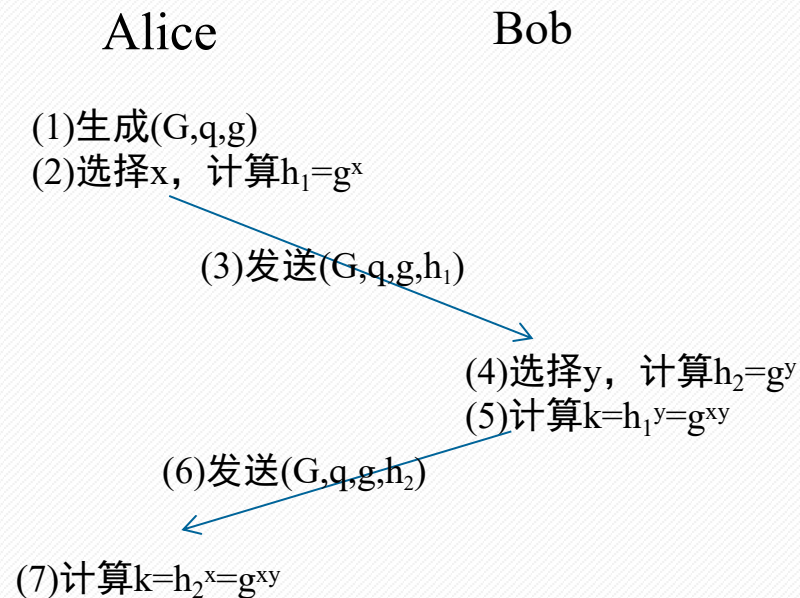 Alice
Bob
(1)生成(G,q,g)
(2)选择x，计算h₁=gˣ
(3)发送(G,q,g,h₁)
(4)选择y，计算h₂=gʸ
(5)计算k=h₁ʸ=gˣʸ
(6)发送(G,q,g,h₂)
(7)计算k=h₂ˣ=gˣʸ